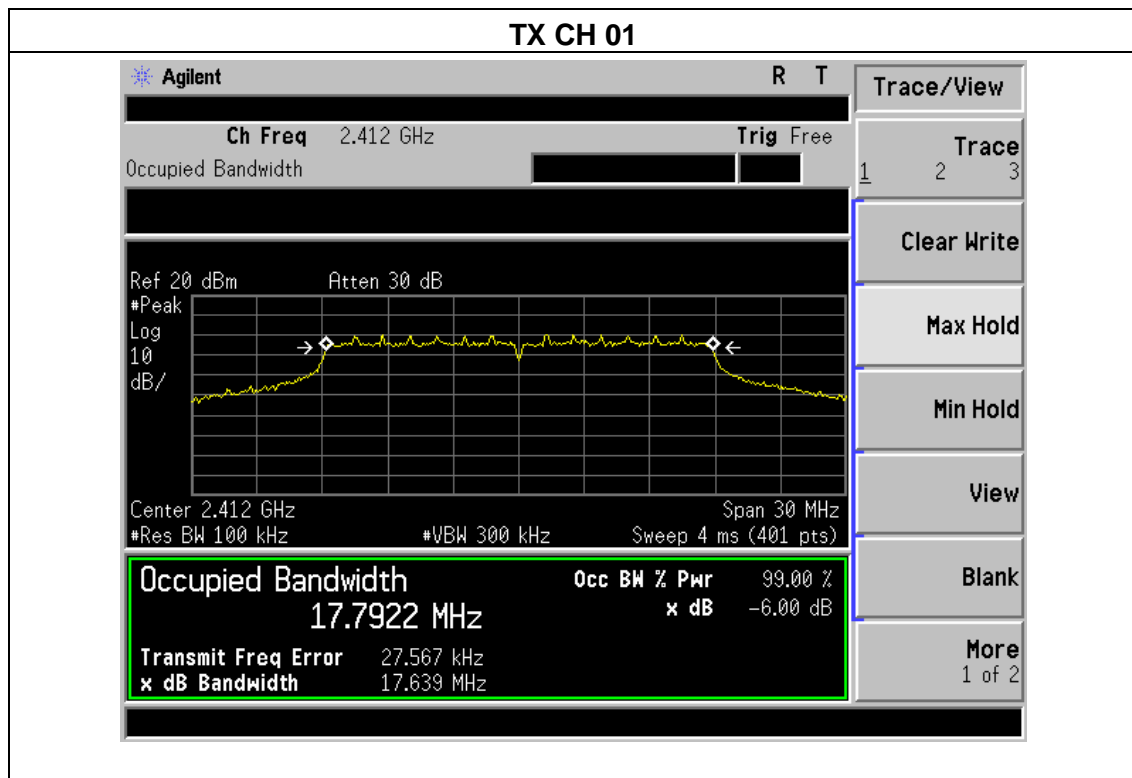 TX CH 01
Agilent R T
Trace/View
Ch Freq 2.412 GHz Trig Free
Occupied Bandwidth
Trace
1 2 3
Clear Write
Ref 20 dBm Atten 30 dB
#Peak
Log
10
dB/
Max Hold
Min Hold
Center 2.412 GHz Span 30 MHz
#Res BW 100 kHz #VBW 300 kHz Sweep 4 ms (401 pts)
View
Occupied Bandwidth Occ BW % Pwr 99.00 %
17.7922 MHz x dB -6.00 dB
Blank
Transmit Freq Error 27.567 kHz
x dB Bandwidth 17.639 MHz
More
1 of 2